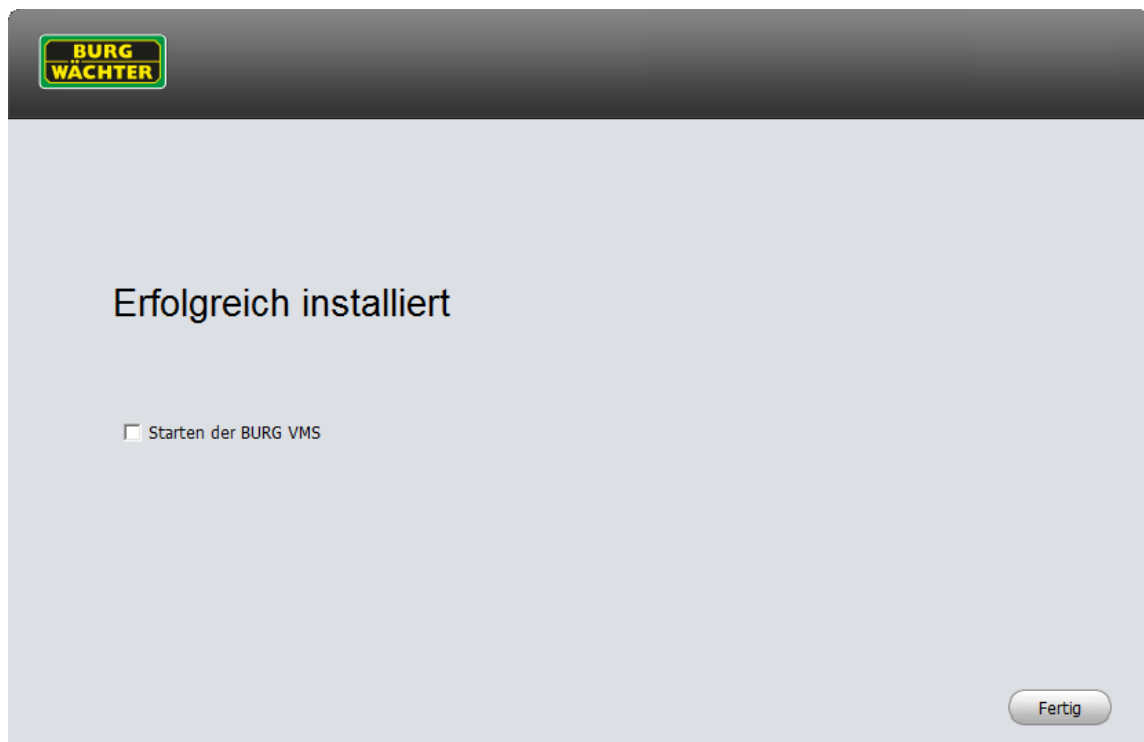 BURG
WÄCHTER
Erfolgreich installiert
Starten der BURG VMS
Fertig